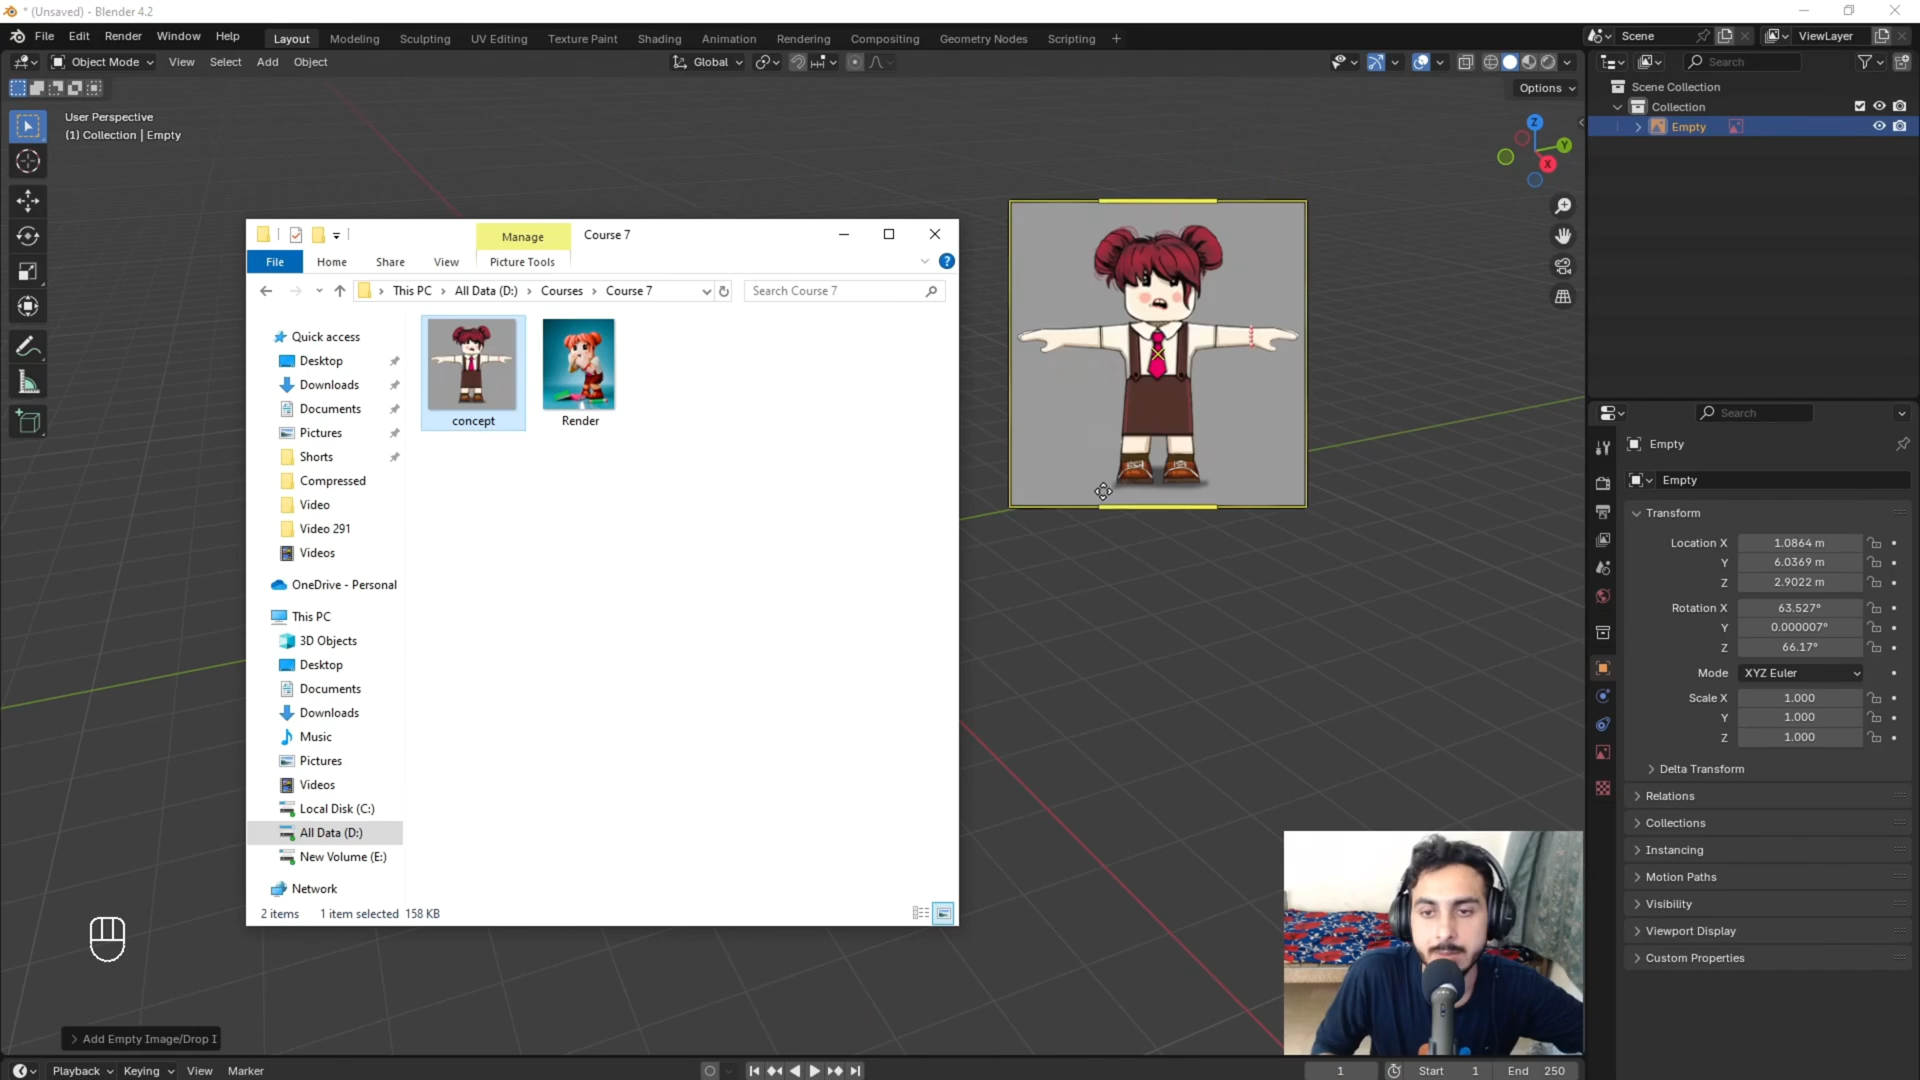 * (Unsaved) - Blender 4.2
File Edit Render Window Help
Layout Modeling Sculpting UV Editing Texture Paint Shading Animation Rendering Compositing Geometry Nodes Scripting +
Scene
ViewLayer
Object Mode View Select Add Object
Global
Search
Options
User Perspective
(1) Collection | Empty
Z
Y
X
Scene Collection
Collection
Empty
Manage
Course 7
File Home Share View Picture Tools
This PC > All Data (D:) > Courses > Course 7
Search Course 7
Quick access
Desktop
Downloads
Documents
Pictures
Shorts
Compressed
Video
Video 291
Videos
OneDrive - Personal
This PC
3D Objects
Desktop
Documents
Downloads
Music
Pictures
Videos
Local Disk (C:)
All Data (D:)
New Volume (E:)
Network
concept
Render
2 items 1 item selected 158 KB
Search
Empty
Empty
Transform
Location X 1.0864 m
Y 6.0369 m
Z 2.9022 m
Rotation X 63.527°
Y 0.000007°
Z 66.17°
Mode XYZ Euler
Scale X 1.000
Y 1.000
Z 1.000
Delta Transform
Relations
Collections
Instancing
Motion Paths
Visibility
Viewport Display
Custom Properties
Add Empty Image/Drop I
Playback Keying View Marker
1
Start 1
End 250